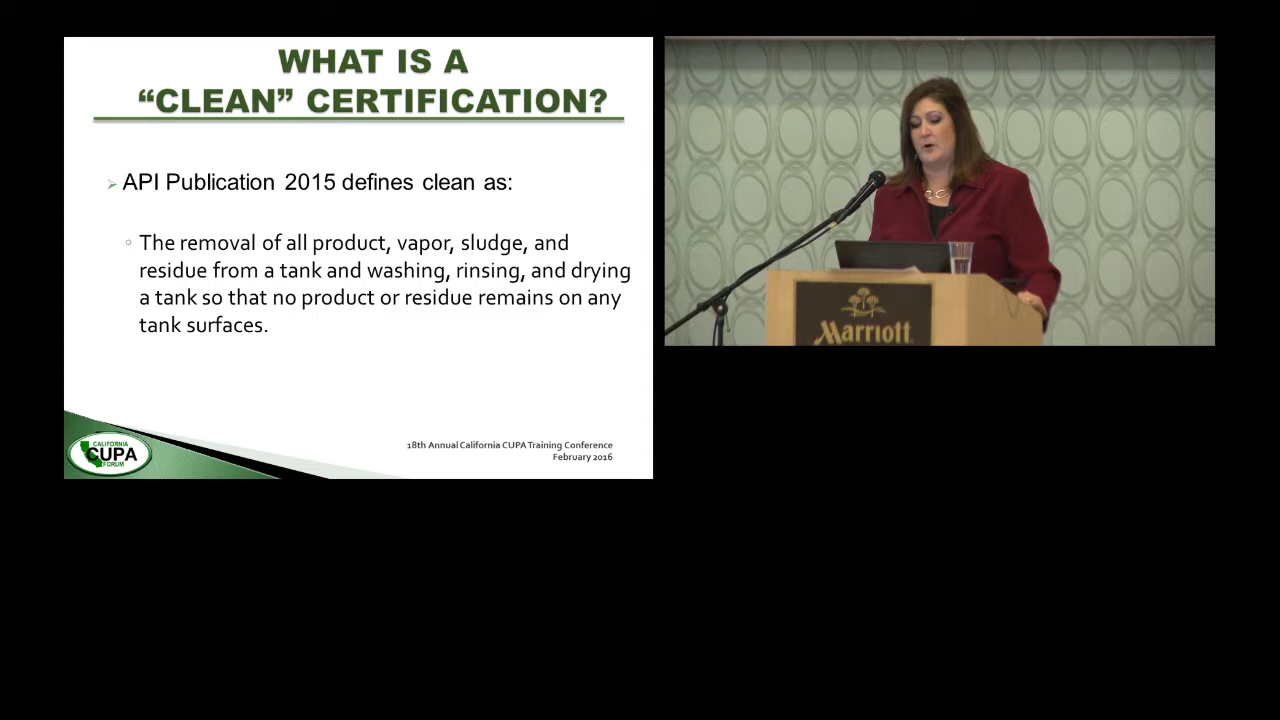 WHAT IS A
“CLEAN” CERTIFICATION?
API Publication 2015 defines clean as:
The removal of all product, vapor, sludge, and
residue from a tank and washing, rinsing, and drying
a tank so that no product or residue remains on any
tank surfaces.
CALIFORNIA
CUPA
FORUM
18th Annual California CUPA Training Conference
February 2016
Marriott